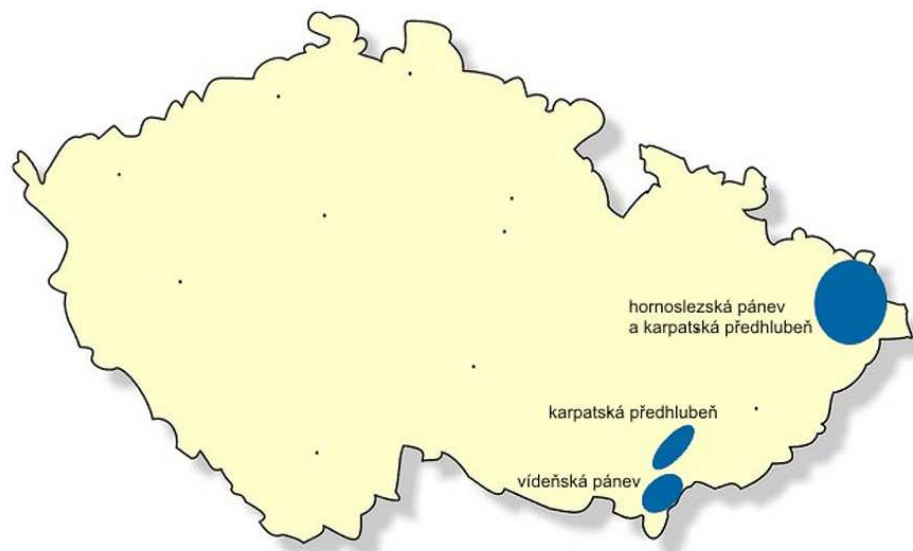 hornoslezská pánev
a karpatská předhlubeň
karpatská předhlubeň
vídeňská pánev